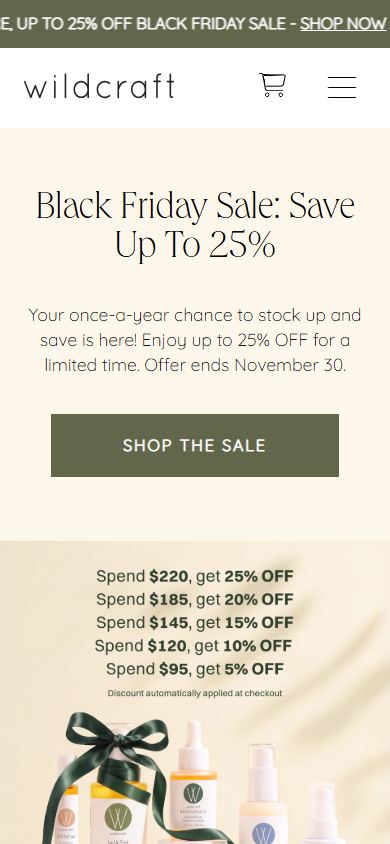 E, UP TO 25% OFF BLACK FRIDAY SALE - SHOP NOW
wildcraft
Black Friday Sale: Save
Up To 25%
Your once-a-year chance to stock up and
save is here! Enjoy up to 25% OFF for a
limited time. Offer ends November 30.
SHOP THE SALE
Spend $220, get 25% OFF
Spend $185, get 20% OFF
Spend $145, get 15% OFF
Spend $120, get 10% OFF
Spend $95, get 5% OFF
Discount automatically applied at checkout
RENEW
wildcraft
WASH